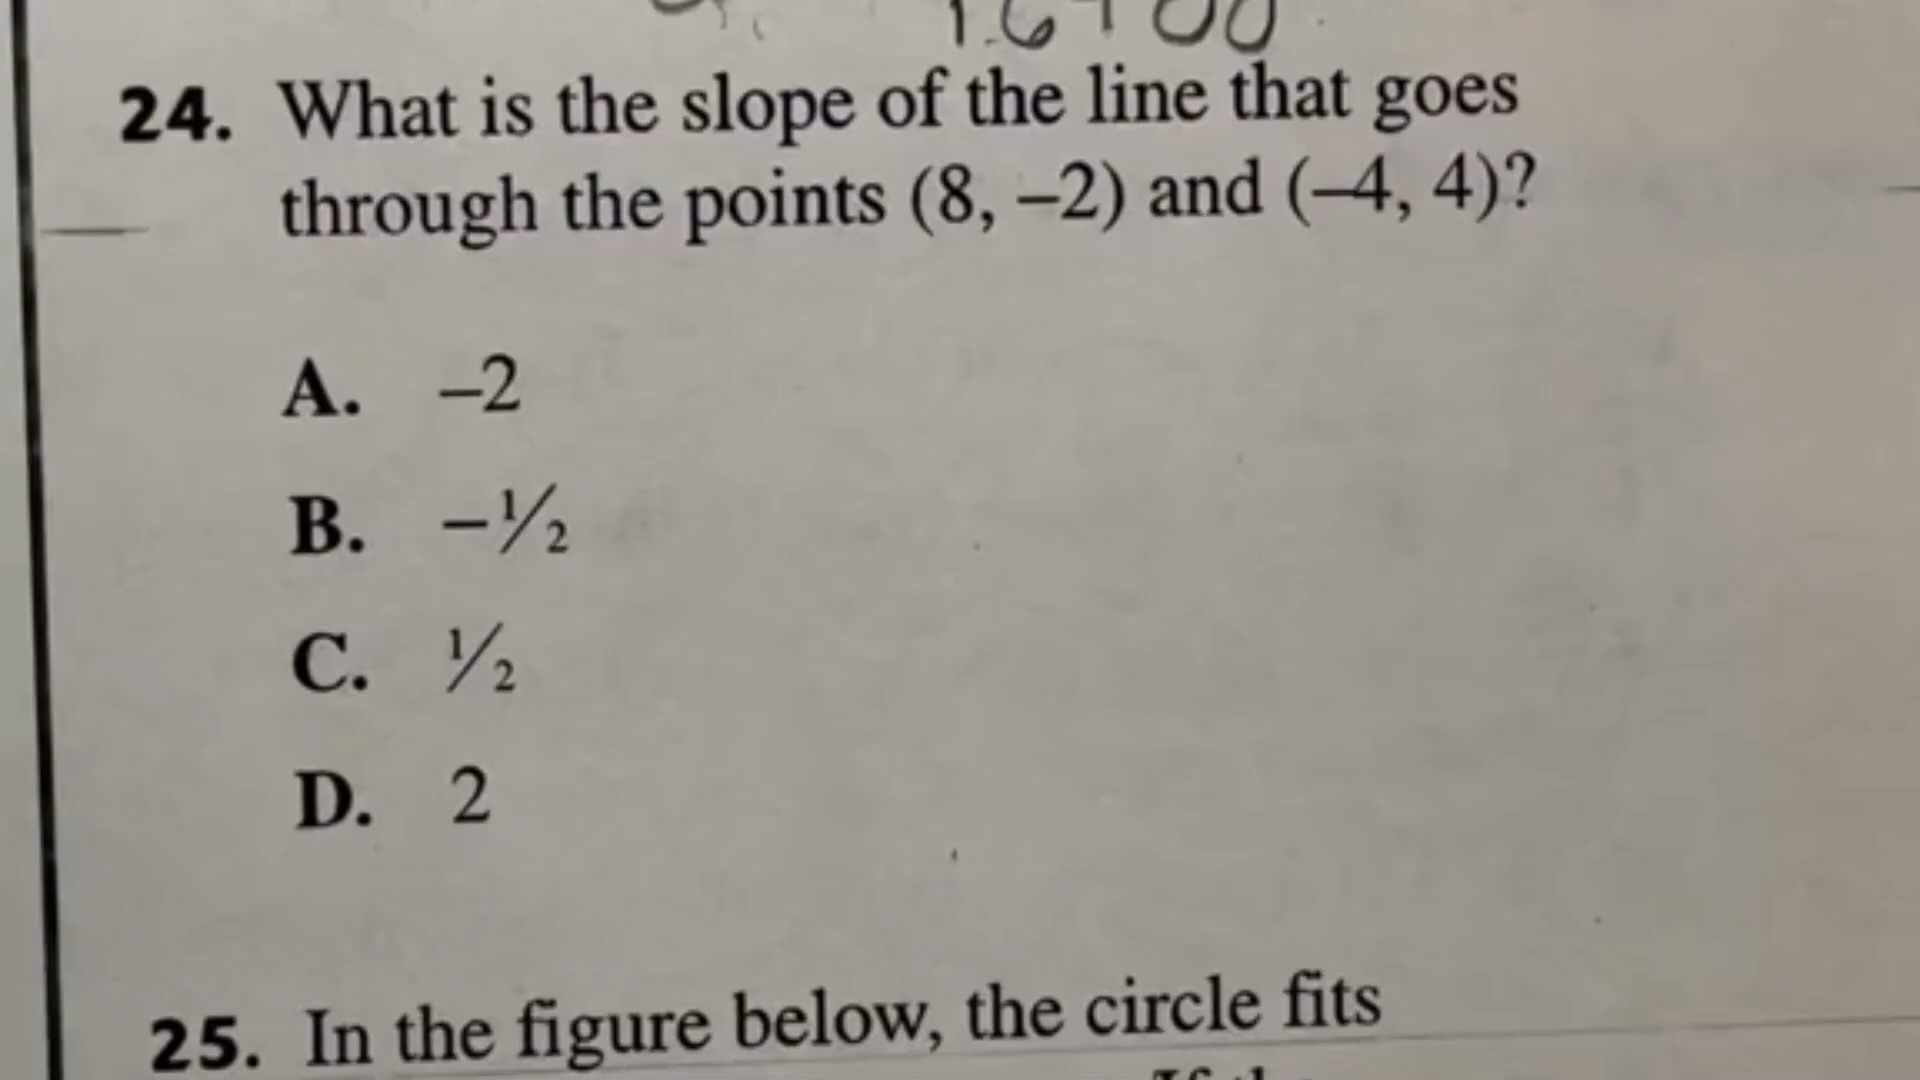 24. What is the slope of the line that goes
through the points (8, –2) and (–4, 4)?
A. –2
B. –½
C. ½
D. 2
25. In the figure below, the circle fits